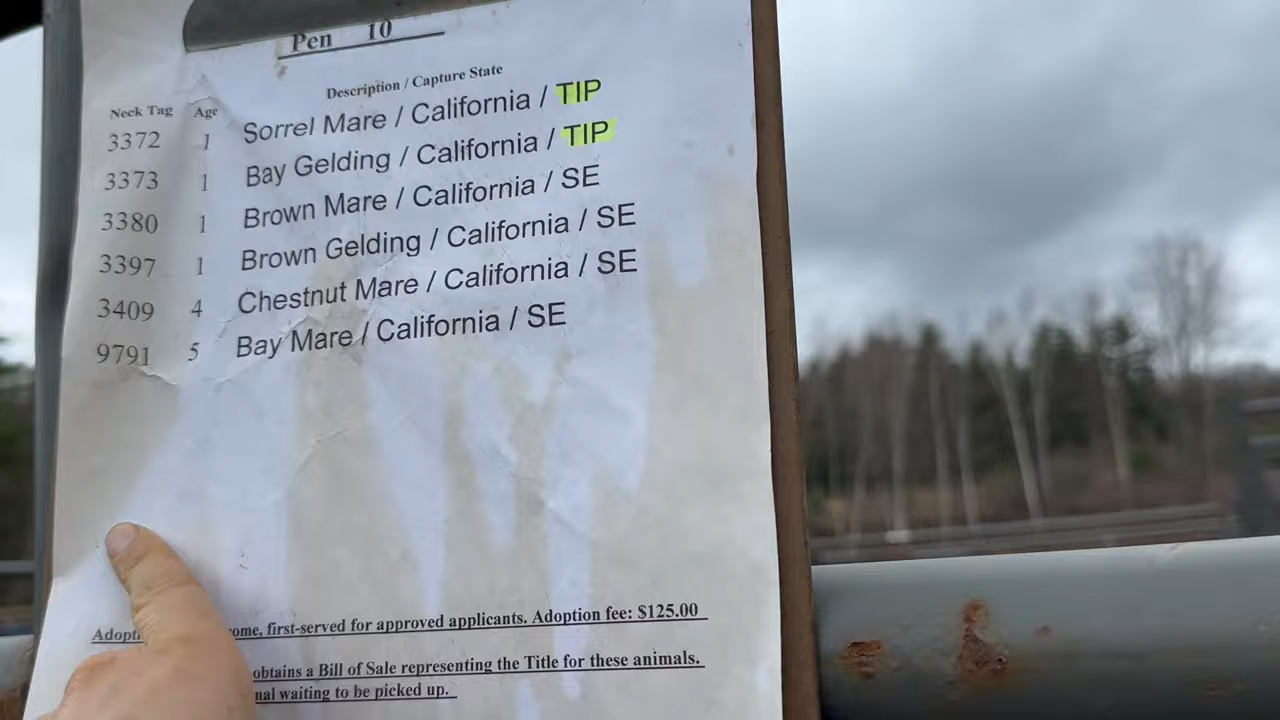 Pen 10
Description / Capture State
Neck Tag Age
3372 1 Sorrel Mare / California / TIP
3373 1 Bay Gelding / California / TIP
3380 1 Brown Mare / California / SE
3397 1 Brown Gelding / California / SE
3409 4 Chestnut Mare / California / SE
9791 5 Bay Mare / California / SE
first-served for approved applicants. Adoption fee: $125.00
obtains a Bill of Sale representing the Title for these animals.
waiting to be picked up.